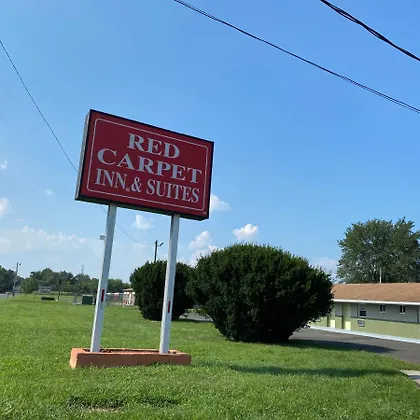 RED
CARPET
INN. & SUITES